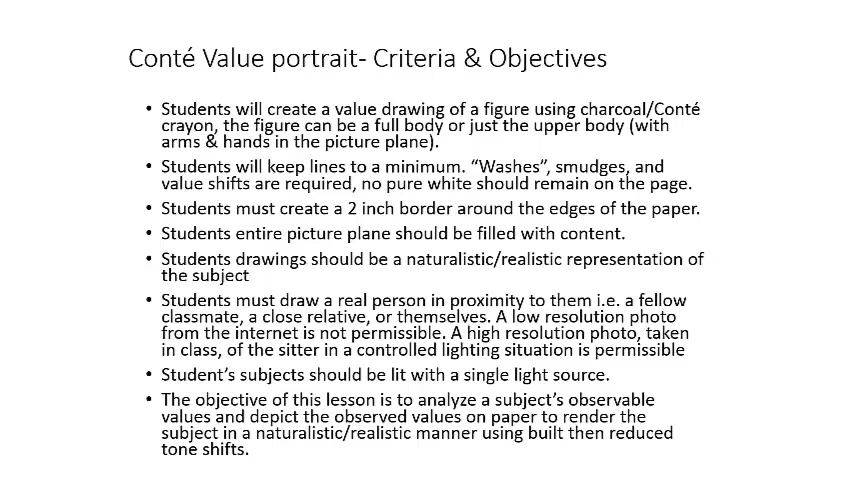 Conté Value portrait- Criteria & Objectives
• Students will create a value drawing of a figure using charcoal/Conté
crayon, the figure can be a full body or just the upper body (with
arms & hands in the picture plane).
• Students will keep lines to a minimum. “Washes”, smudges, and
value shifts are required, no pure white should remain on the page.
• Students must create a 2 inch border around the edges of the paper.
• Students entire picture plane should be filled with content.
• Students drawings should be a naturalistic/realistic representation of
the subject
• Students must draw a real person in proximity to them i.e. a fellow
classmate, a close relative, or themselves. A low resolution photo
from the internet is not permissible. A high resolution photo, taken
in class, of the sitter in a controlled lighting situation is permissible
• Student’s subjects should be lit with a single light source.
• The objective of this lesson is to analyze a subject’s observable
values and depict the observed values on paper to render the
subject in a naturalistic/realistic manner using built then reduced
tone shifts.